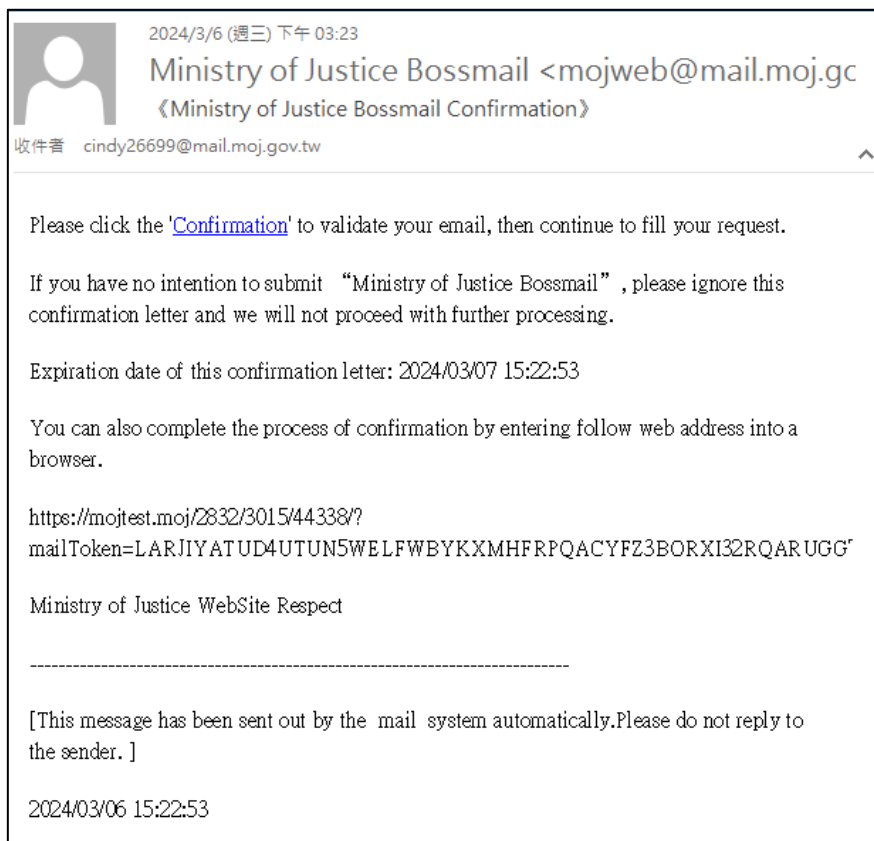 2024/3/6 (週三) 下午 03:23
Ministry of Justice Bossmail <mojweb@mail.moj.gc
《Ministry of Justice Bossmail Confirmation》
收件者 cindy26699@mail.moj.gov.tw
Please click the 'Confirmation' to validate your email, then continue to fill your request.
If you have no intention to submit “Ministry of Justice Bossmail”, please ignore this
confirmation letter and we will not proceed with further processing.
Expiration date of this confirmation letter: 2024/03/07 15:22:53
You can also complete the process of confirmation by entering follow web address into a
browser.
https://mojtest.moj/2832/3015/44338/?
mailToken=LARJIYATUD4UTUN5WELFWBYKXMHFRPQACYFZ3BORXI32RQARUGG
Ministry of Justice WebSite Respect
---------------------------------------------------------------------------
[This message has been sent out by the mail system automatically.Please do not reply to
the sender. ]
2024/03/06 15:22:53